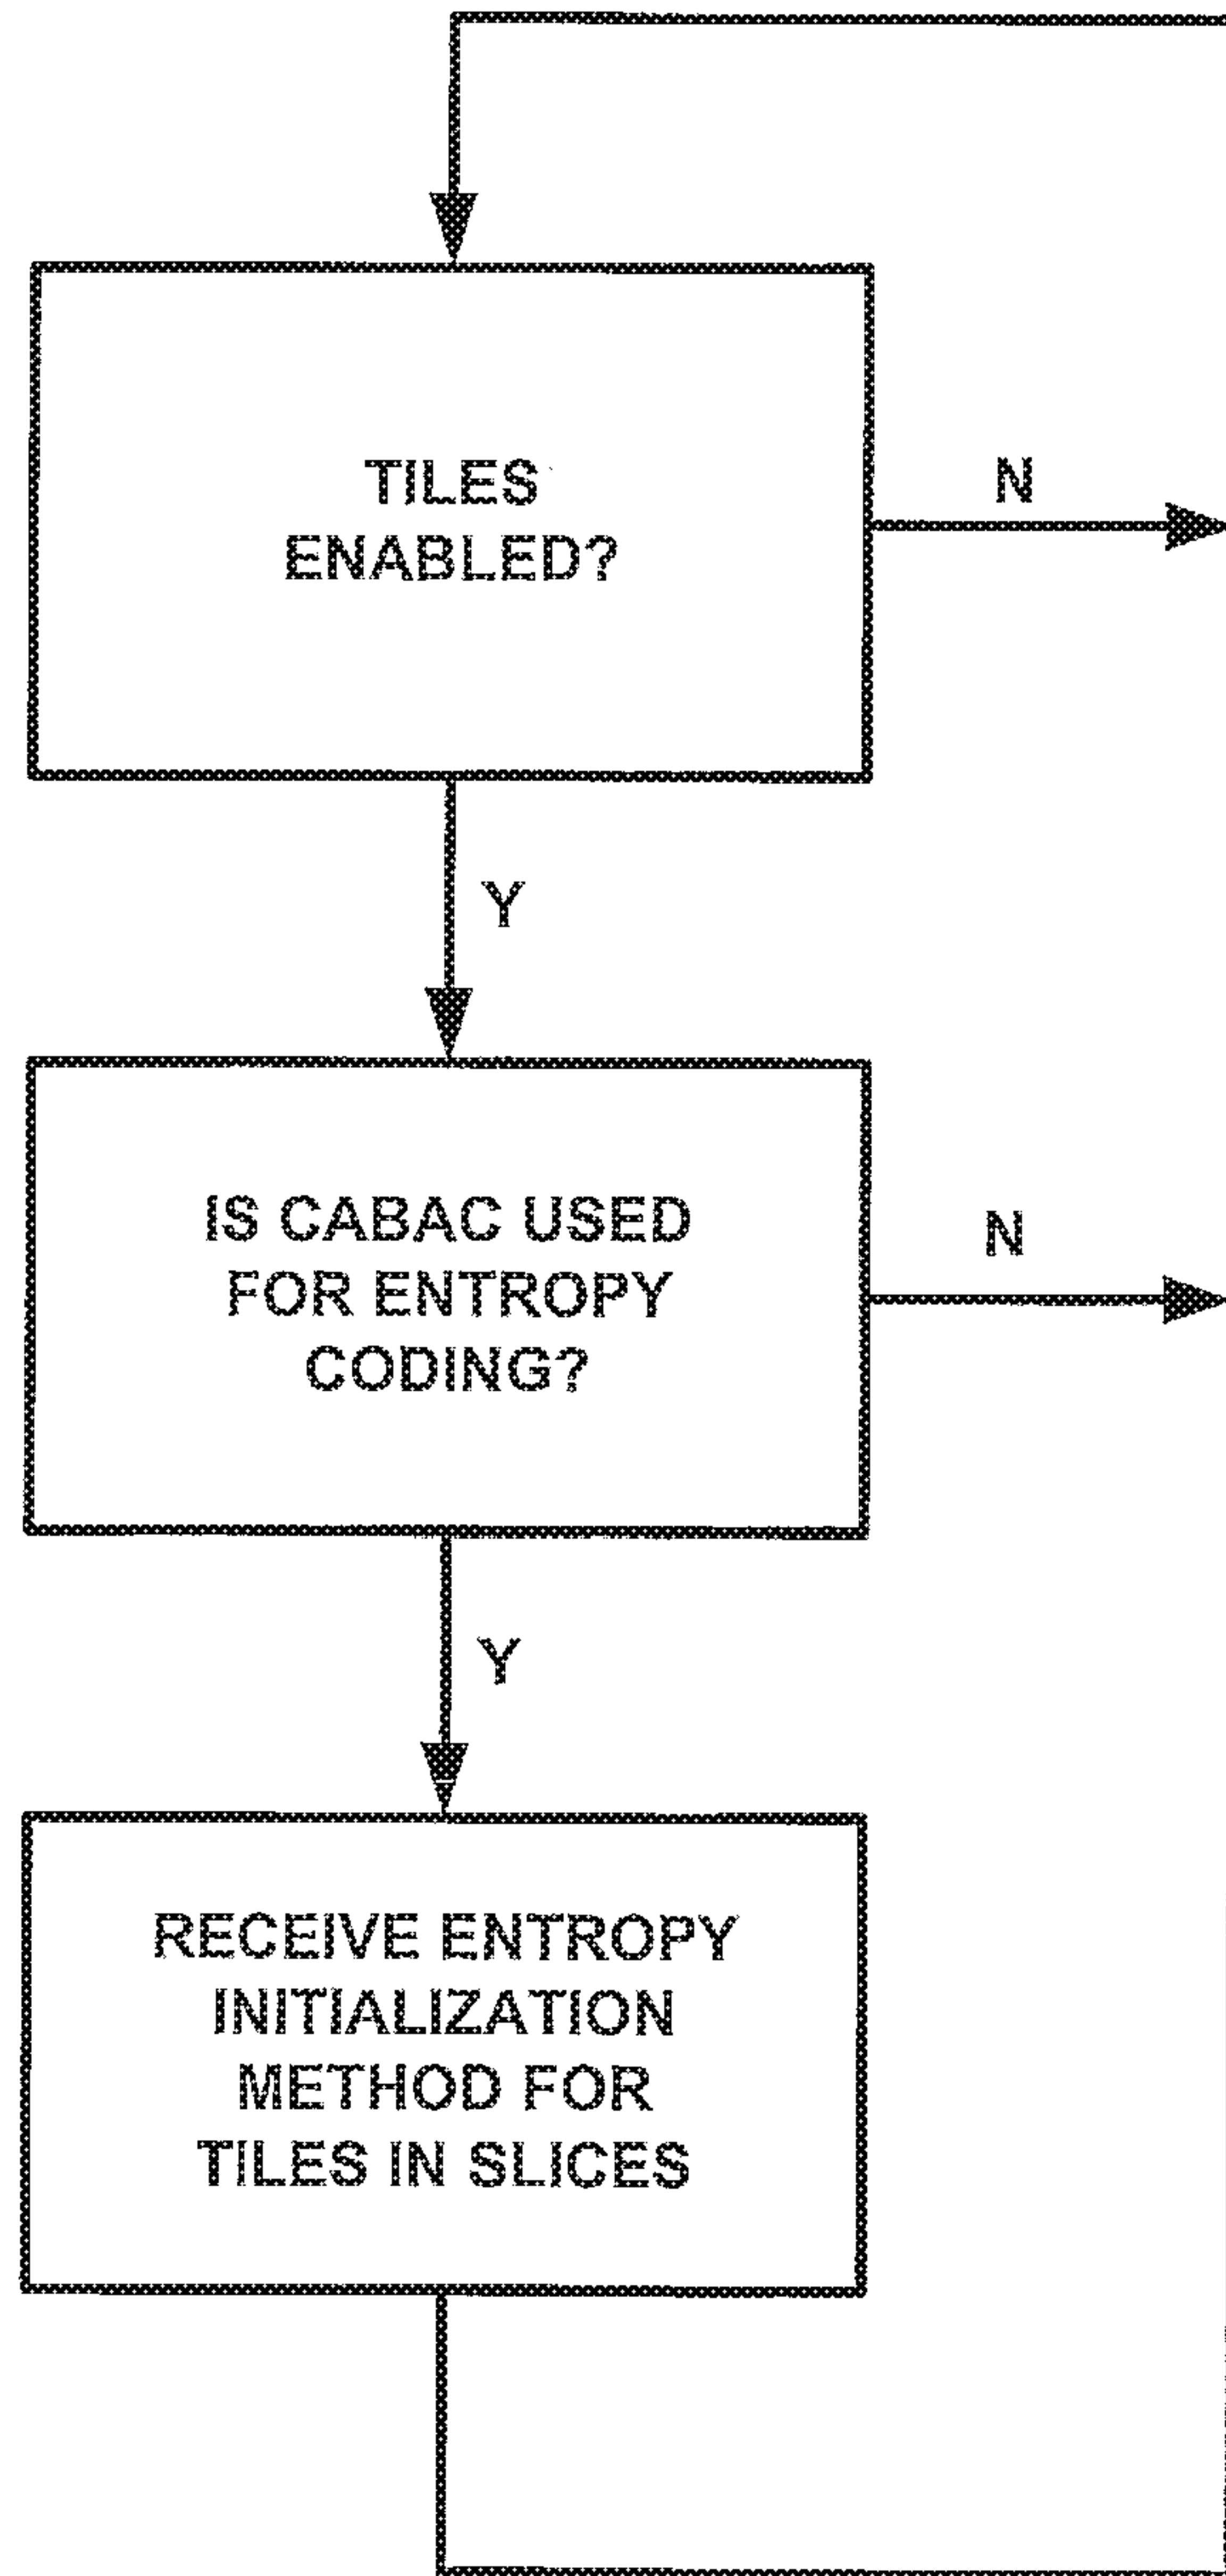 TILES
ENABLED?
N
Y
IS CABAC USED
FOR ENTROPY
CODING?
N
Y
RECEIVE ENTROPY
INITIALIZATION
METHOD FOR
TILES IN SLICES